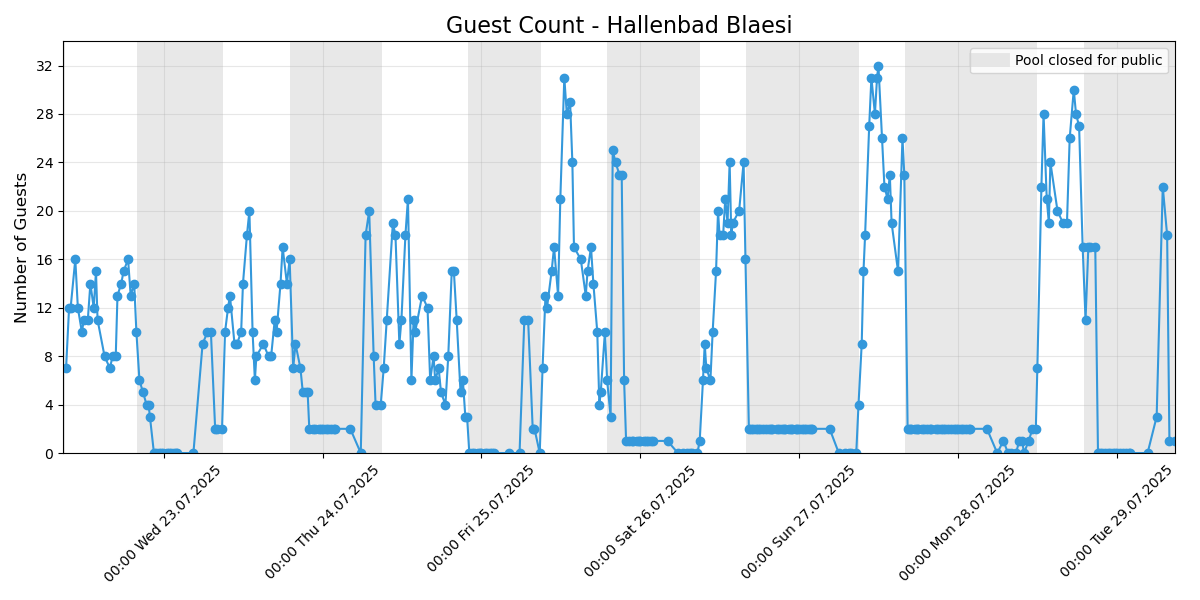 Guest Count - Hallenbad Blaesi
Pool closed for public
Number of Guests
32
28
24
20
16
12
8
4
0
00:00 Wed 23.07.2025
00:00 Thu 24.07.2025
00:00 Fri 25.07.2025
00:00 Sat 26.07.2025
00:00 Sun 27.07.2025
00:00 Mon 28.07.2025
00:00 Tue 29.07.2025